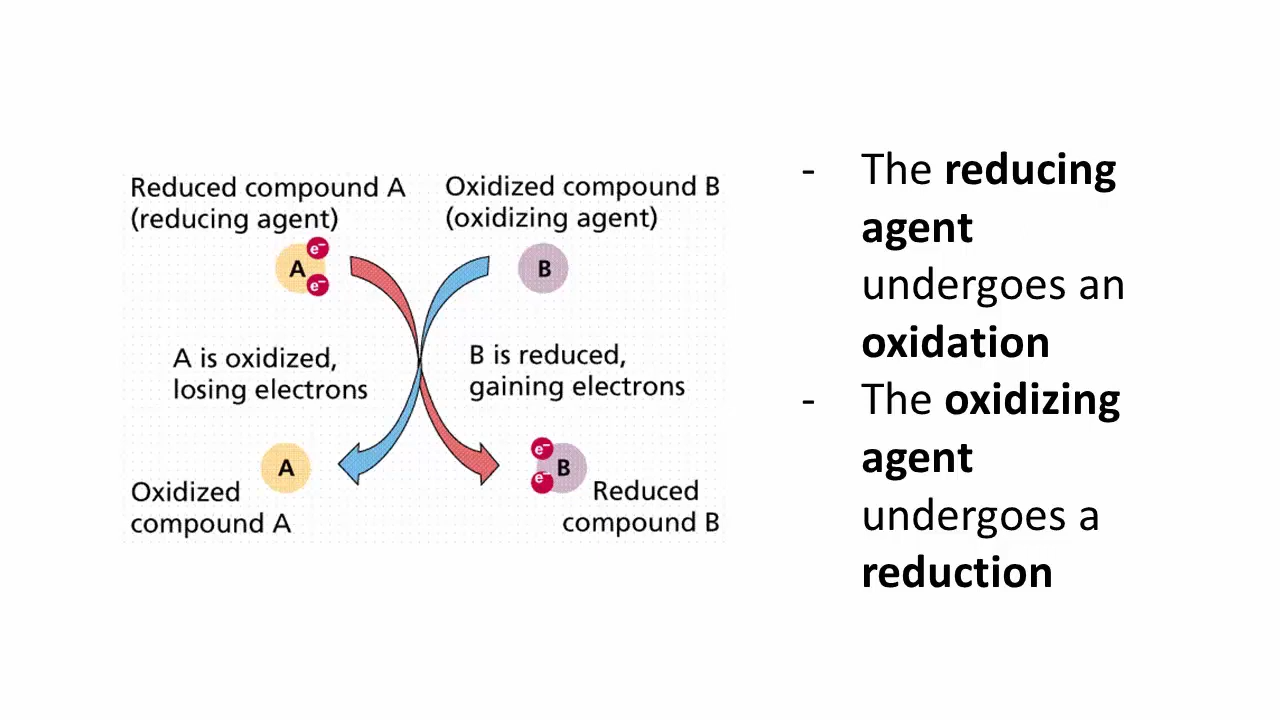 Reduced compound A
(reducing agent)
Oxidized compound B
(oxidizing agent)
A
e⁻
e⁻
B
A is oxidized,
losing electrons
B is reduced,
gaining electrons
A
Oxidized
compound A
e⁻
e⁻
B
Reduced
compound B
- The reducing
agent
undergoes an
oxidation
- The oxidizing
agent
undergoes a
reduction